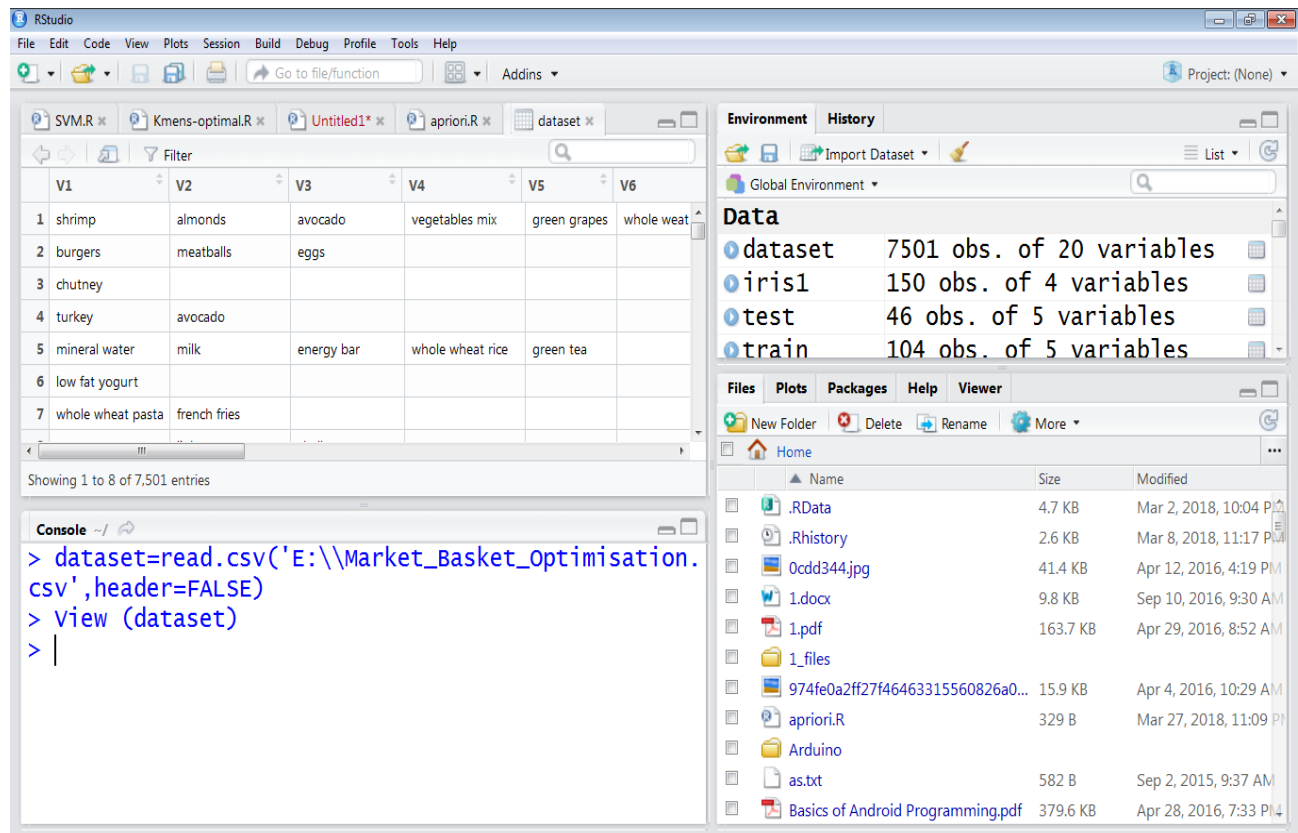 RStudio
File Edit Code View Plots Session Build Debug Profile Tools Help
Go to file/function Addins Project: (None)
SVM.R Kmens-optimal.R Untitled1* apriori.R dataset
Filter
V1 V2 V3 V4 V5 V6
1 shrimp almonds avocado vegetables mix green grapes whole weat
2 burgers meatballs eggs
3 chutney
4 turkey avocado
5 mineral water milk energy bar whole wheat rice green tea
6 low fat yogurt
7 whole wheat pasta french fries
Showing 1 to 8 of 7,501 entries
Console ~/
> dataset=read.csv('E:\\Market_Basket_Optimisation.
csv',header=FALSE)
> View (dataset)
>
Environment History
Import Dataset List
Global Environment
Data
dataset 7501 obs. of 20 variables
iris1 150 obs. of 4 variables
test 46 obs. of 5 variables
train 104 obs. of 5 variables
Files Plots Packages Help Viewer
New Folder Delete Rename More
Home ...
Name Size Modified
.RData 4.7 KB Mar 2, 2018, 10:04 PM
.Rhistory 2.6 KB Mar 8, 2018, 11:17 PM
0cdd344.jpg 41.4 KB Apr 12, 2016, 4:19 PM
1.docx 9.8 KB Sep 10, 2016, 9:30 AM
1.pdf 163.7 KB Apr 29, 2016, 8:52 AM
1_files
974fe0a2ff27f46463315560826a0... 15.9 KB Apr 4, 2016, 10:29 AM
apriori.R 329 B Mar 27, 2018, 11:09 PM
Arduino
as.txt 582 B Sep 2, 2015, 9:37 AM
Basics of Android Programming.pdf 379.6 KB Apr 28, 2016, 7:33 PM